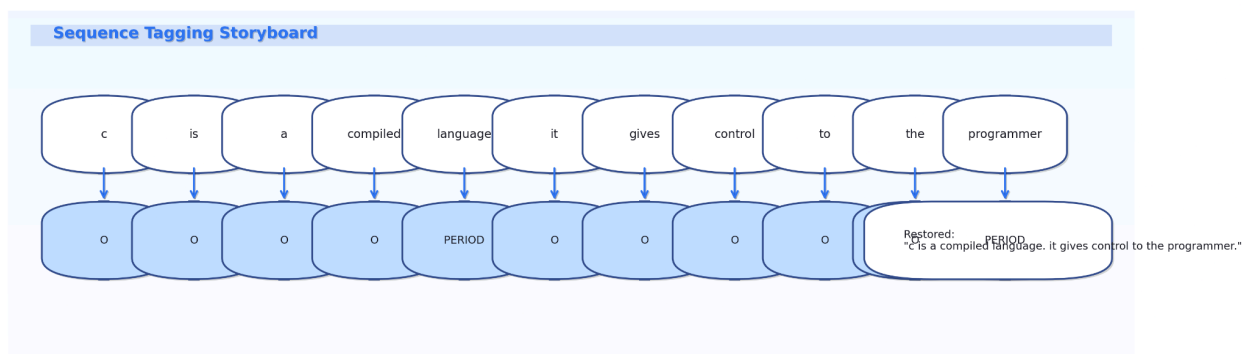 Sequence Tagging Storyboard
c is a compiled language it gives control to the programmer
O O O O PERIOD O O O O O PERIOD
Restored:
"c is a compiled language. it gives control to the programmer."